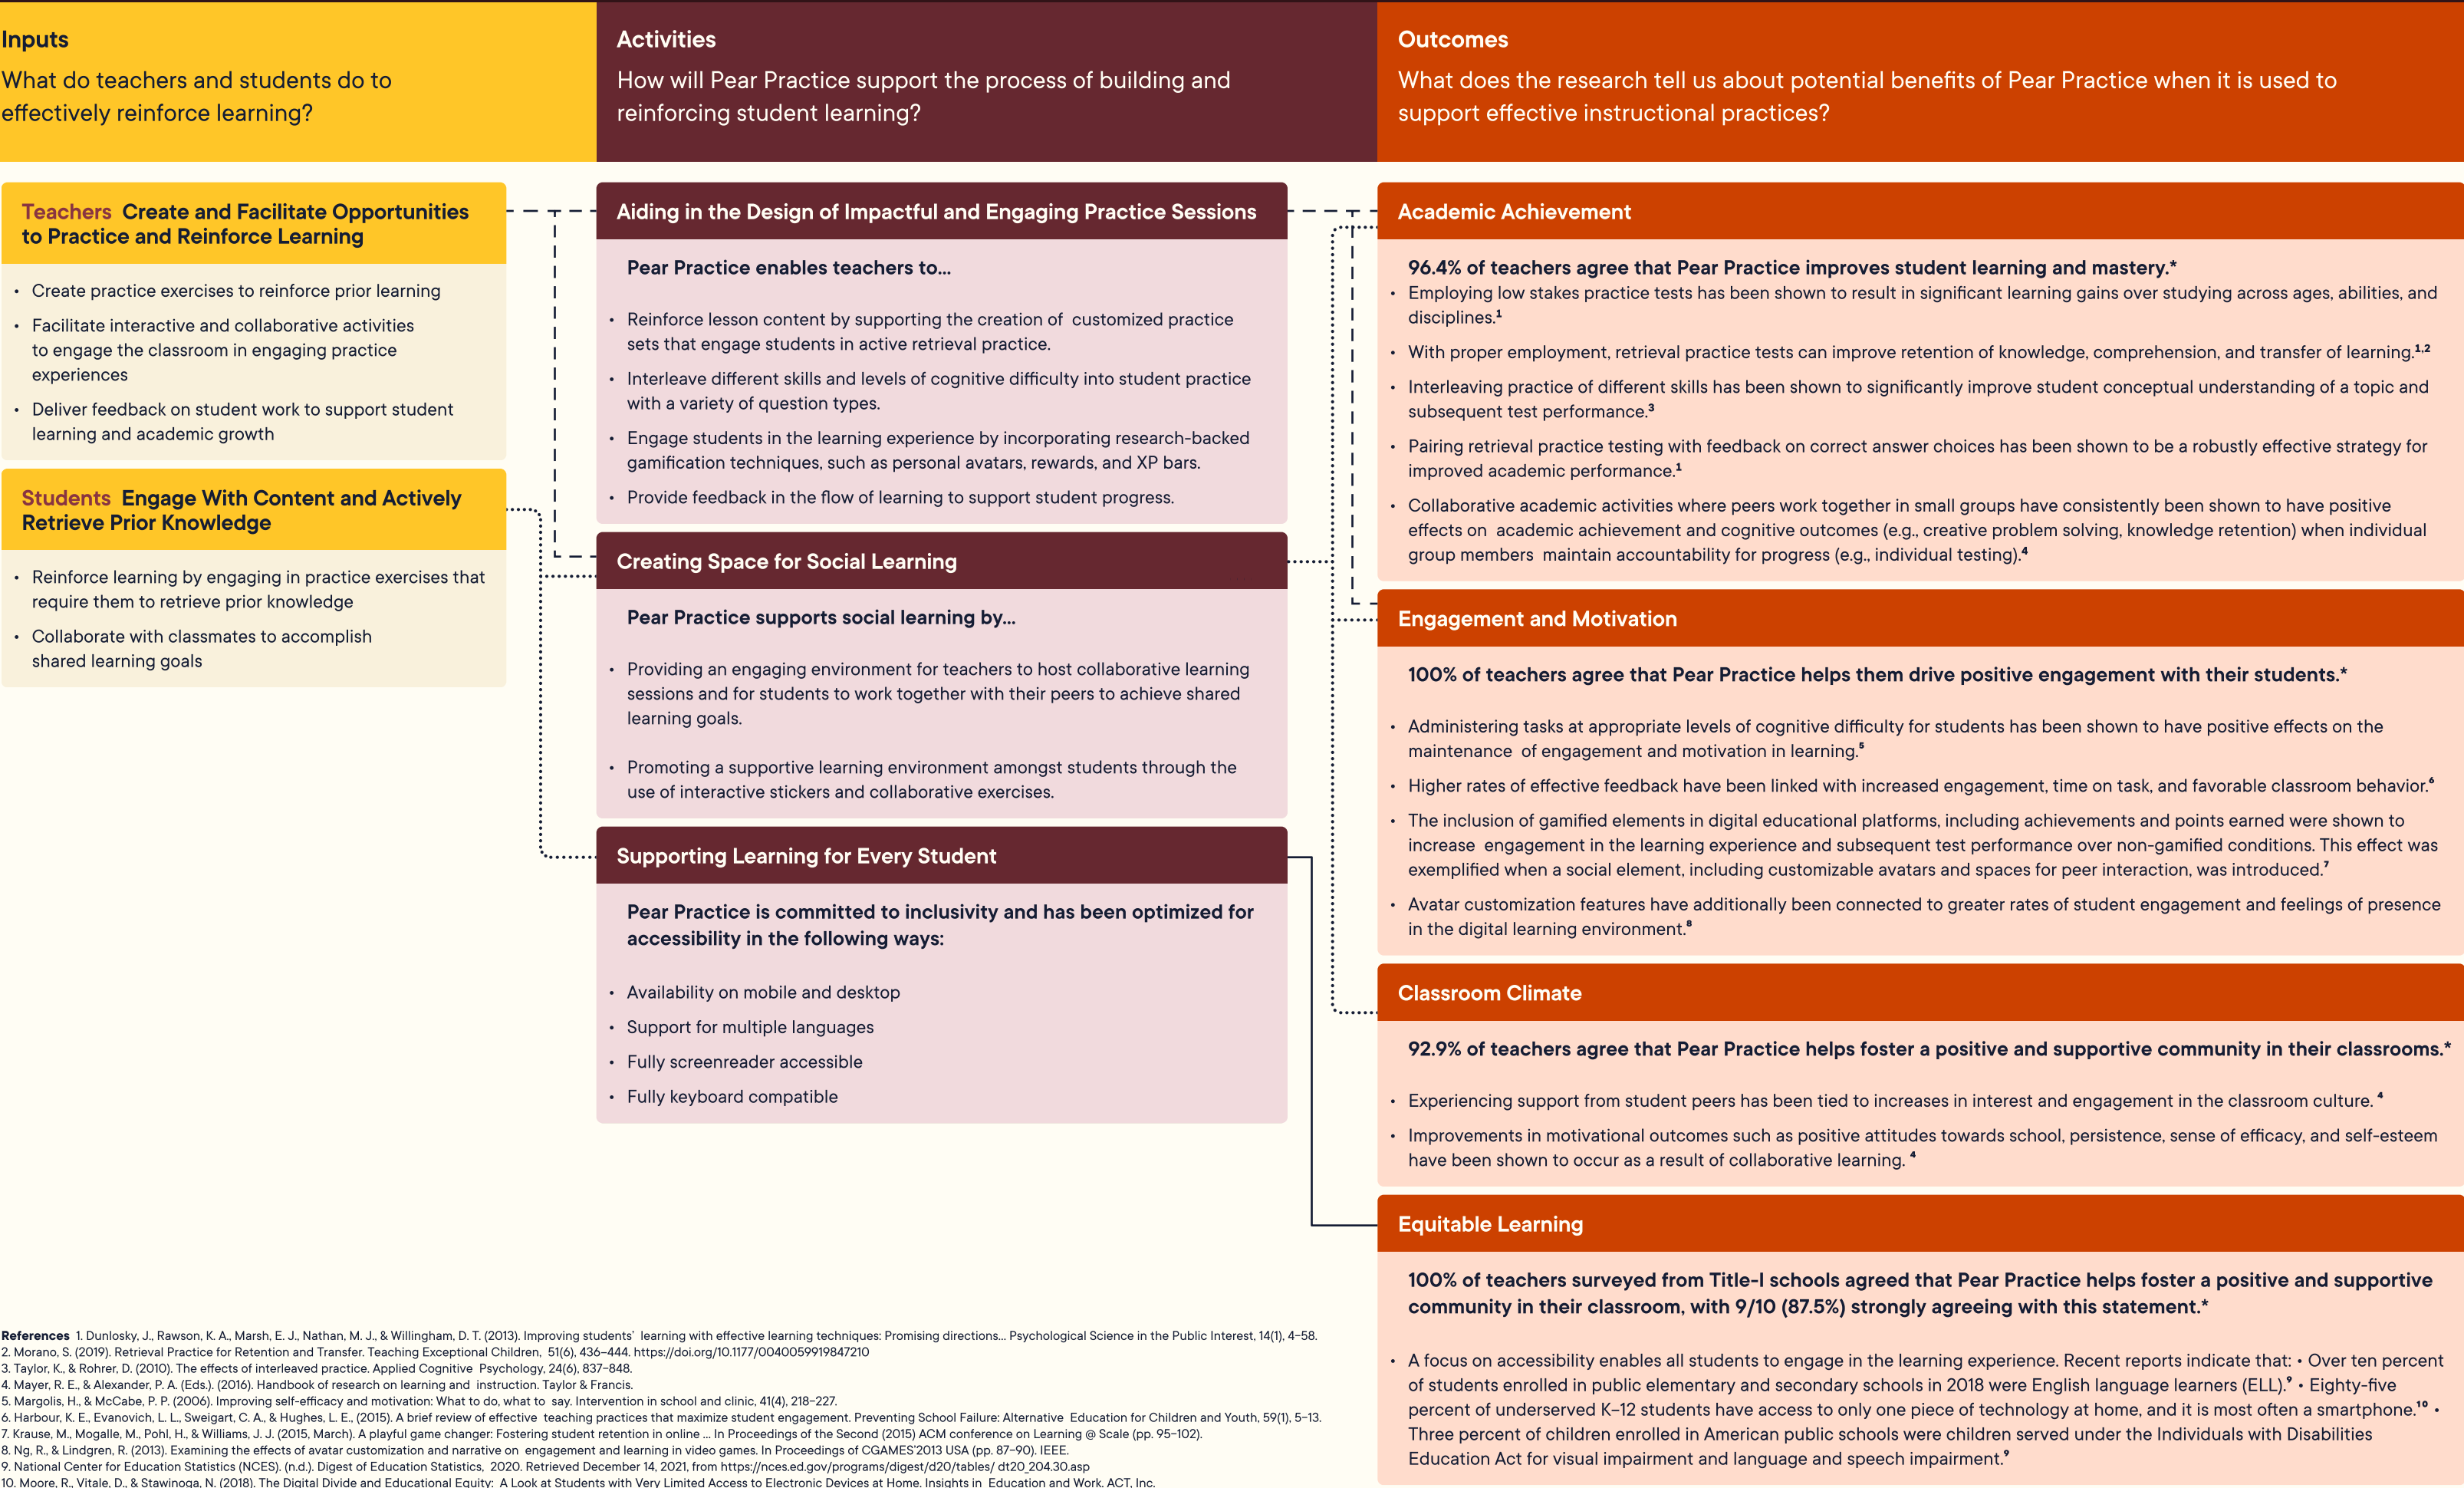 Inputs
What do teachers and students do to
effectively reinforce learning?
Activities
How will Pear Practice support the process of building and
reinforcing student learning?
Outcomes
What does the research tell us about potential benefits of Pear Practice when it is used to
support effective instructional practices?
Teachers Create and Facilitate Opportunities
to Practice and Reinforce Learning
• Create practice exercises to reinforce prior learning
• Facilitate interactive and collaborative activities
to engage the classroom in engaging practice
experiences
• Deliver feedback on student work to support student
learning and academic growth
Students Engage With Content and Actively
Retrieve Prior Knowledge
• Reinforce learning by engaging in practice exercises that
require them to retrieve prior knowledge
• Collaborate with classmates to accomplish
shared learning goals
Aiding in the Design of Impactful and Engaging Practice Sessions
Pear Practice enables teachers to...
• Reinforce lesson content by supporting the creation of customized practice
sets that engage students in active retrieval practice.
• Interleave different skills and levels of cognitive difficulty into student practice
with a variety of question types.
• Engage students in the learning experience by incorporating research-backed
gamification techniques, such as personal avatars, rewards, and XP bars.
• Provide feedback in the flow of learning to support student progress.
Creating Space for Social Learning
Pear Practice supports social learning by...
• Providing an engaging environment for teachers to host collaborative learning
sessions and for students to work together with their peers to achieve shared
learning goals.
• Promoting a supportive learning environment amongst students through the
use of interactive stickers and collaborative exercises.
Supporting Learning for Every Student
Pear Practice is committed to inclusivity and has been optimized for
accessibility in the following ways:
• Availability on mobile and desktop
• Support for multiple languages
• Fully screenreader accessible
• Fully keyboard compatible
Academic Achievement
96.4% of teachers agree that Pear Practice improves student learning and mastery.*
• Employing low stakes practice tests has been shown to result in significant learning gains over studying across ages, abilities, and
disciplines.¹
• With proper employment, retrieval practice tests can improve retention of knowledge, comprehension, and transfer of learning.¹,²
• Interleaving practice of different skills has been shown to significantly improve student conceptual understanding of a topic and
subsequent test performance.³
• Pairing retrieval practice testing with feedback on correct answer choices has been shown to be a robustly effective strategy for
improved academic performance.¹
• Collaborative academic activities where peers work together in small groups have consistently been shown to have positive
effects on academic achievement and cognitive outcomes (e.g., creative problem solving, knowledge retention) when individual
group members maintain accountability for progress (e.g., individual testing).⁴
Engagement and Motivation
100% of teachers agree that Pear Practice helps them drive positive engagement with their students.*
• Administering tasks at appropriate levels of cognitive difficulty for students has been shown to have positive effects on the
maintenance of engagement and motivation in learning.⁵
• Higher rates of effective feedback have been linked with increased engagement, time on task, and favorable classroom behavior.⁶
• The inclusion of gamified elements in digital educational platforms, including achievements and points earned were shown to
increase engagement in the learning experience and subsequent test performance over non-gamified conditions. This effect was
exemplified when a social element, including customizable avatars and spaces for peer interaction, was introduced.⁷
• Avatar customization features have additionally been connected to greater rates of student engagement and feelings of presence
in the digital learning environment.⁸
Classroom Climate
92.9% of teachers agree that Pear Practice helps foster a positive and supportive community in their classrooms.*
• Experiencing support from student peers has been tied to increases in interest and engagement in the classroom culture. ⁴
• Improvements in motivational outcomes such as positive attitudes towards school, persistence, sense of efficacy, and self-esteem
have been shown to occur as a result of collaborative learning. ⁴
Equitable Learning
100% of teachers surveyed from Title-I schools agreed that Pear Practice helps foster a positive and supportive
community in their classroom, with 9/10 (87.5%) strongly agreeing with this statement.*
• A focus on accessibility enables all students to engage in the learning experience. Recent reports indicate that: • Over ten percent
of students enrolled in public elementary and secondary schools in 2018 were English language learners (ELL).⁹ • Eighty-five
percent of underserved K–12 students have access to only one piece of technology at home, and it is most often a smartphone.¹⁰ •
Three percent of children enrolled in American public schools were children served under the Individuals with Disabilities
Education Act for visual impairment and language and speech impairment.⁹
References 1. Dunlosky, J., Rawson, K. A., Marsh, E. J., Nathan, M. J., & Willingham, D. T. (2013). Improving students' learning with effective learning techniques: Promising directions... Psychological Science in the Public Interest, 14(1), 4–58.
2. Morano, S. (2019). Retrieval Practice for Retention and Transfer. Teaching Exceptional Children, 51(6), 436–444. https://doi.org/10.1177/0040059919847210
3. Taylor, K., & Rohrer, D. (2010). The effects of interleaved practice. Applied Cognitive Psychology, 24(6), 837–848.
4. Mayer, R. E., & Alexander, P. A. (Eds.). (2016). Handbook of research on learning and instruction. Taylor & Francis.
5. Margolis, H., & McCabe, P. P. (2006). Improving self-efficacy and motivation: What to do, what to say. Intervention in school and clinic, 41(4), 218–227.
6. Harbour, K. E., Evanovich, L. L., Sweigart, C. A., & Hughes, L. E., (2015). A brief review of effective teaching practices that maximize student engagement. Preventing School Failure: Alternative Education for Children and Youth, 59(1), 5–13.
7. Krause, M., Mogalle, M., Pohl, H., & Williams, J. J. (2015, March). A playful game changer: Fostering student retention in online ... In Proceedings of the Second (2015) ACM conference on Learning @ Scale (pp. 95–102).
8. Ng, R., & Lindgren, R. (2013). Examining the effects of avatar customization and narrative on engagement and learning in video games. In Proceedings of CGAMES'2013 USA (pp. 87–90). IEEE.
9. National Center for Education Statistics (NCES). (n.d.). Digest of Education Statistics, 2020. Retrieved December 14, 2021, from https://nces.ed.gov/programs/digest/d20/tables/ dt20_204.30.asp
10. Moore, R., Vitale, D., & Stawinoga, N. (2018). The Digital Divide and Educational Equity: A Look at Students with Very Limited Access to Electronic Devices at Home. Insights in Education and Work. ACT, Inc.